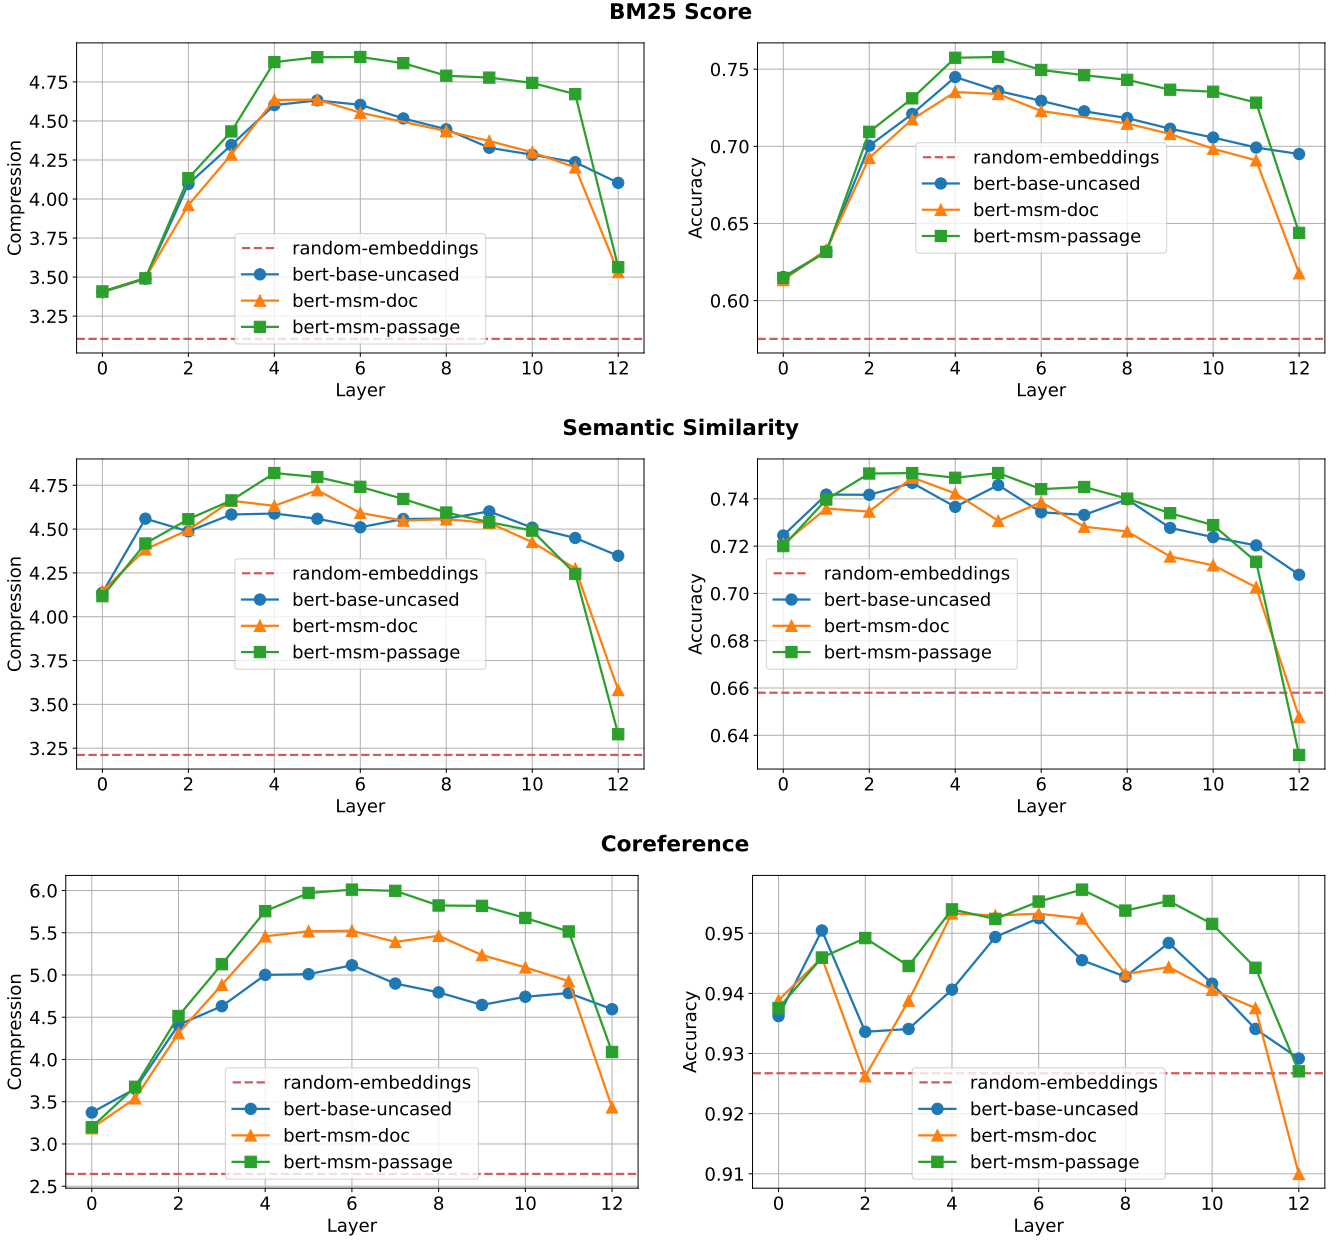 BM25 Score
Compression
4.75
4.50
4.25
4.00
3.75
3.50
3.25
random-embeddings
bert-base-uncased
bert-msm-doc
bert-msm-passage
0 2 4 6 8 10 12
Layer
Accuracy
0.75
0.70
0.65
0.60
random-embeddings
bert-base-uncased
bert-msm-doc
bert-msm-passage
0 2 4 6 8 10 12
Layer
Semantic Similarity
Compression
4.75
4.50
4.25
4.00
3.75
3.50
3.25
random-embeddings
bert-base-uncased
bert-msm-doc
bert-msm-passage
0 2 4 6 8 10 12
Layer
Accuracy
0.74
0.72
0.70
0.68
0.66
0.64
random-embeddings
bert-base-uncased
bert-msm-doc
bert-msm-passage
0 2 4 6 8 10 12
Layer
Coreference
Compression
6.0
5.5
5.0
4.5
4.0
3.5
3.0
2.5
random-embeddings
bert-base-uncased
bert-msm-doc
bert-msm-passage
0 2 4 6 8 10 12
Layer
Accuracy
0.95
0.94
0.93
0.92
0.91
random-embeddings
bert-base-uncased
bert-msm-doc
bert-msm-passage
0 2 4 6 8 10 12
Layer